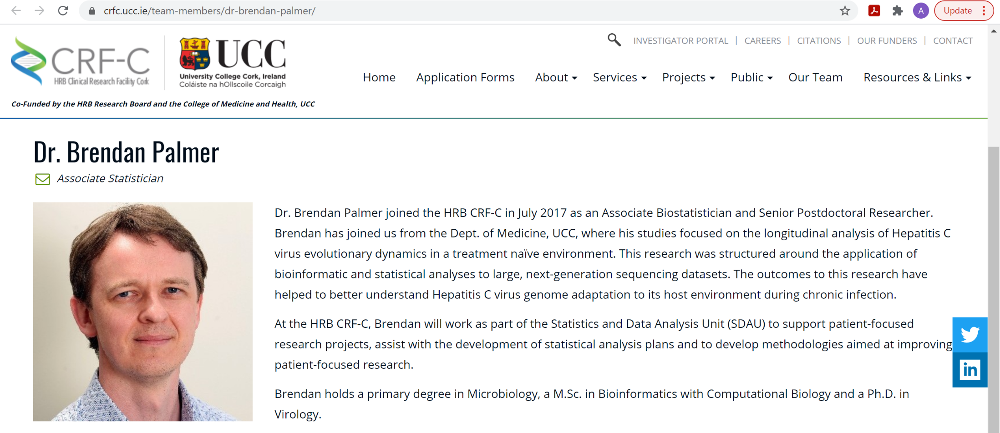 crfc.ucc.ie/team-members/dr-brendan-palmer/
A
Update
CRF-C
HRB Clinical Research Facility Cork
UCC
University College Cork, Ireland
Coláiste na hOllscoile Corcaigh
INVESTIGATOR PORTAL | CAREERS | CITATIONS | OUR FUNDERS | CONTACT
Home Application Forms About Services Projects Public Our Team Resources & Links
Co-Funded by the HRB Research Board and the College of Medicine and Health, UCC
Dr. Brendan Palmer
Associate Statistician
Dr. Brendan Palmer joined the HRB CRF-C in July 2017 as an Associate Biostatistician and Senior Postdoctoral Researcher.
Brendan has joined us from the Dept. of Medicine, UCC, where his studies focused on the longitudinal analysis of Hepatitis C
virus evolutionary dynamics in a treatment naïve environment. This research was structured around the application of
bioinformatic and statistical analyses to large, next-generation sequencing datasets. The outcomes to this research have
helped to better understand Hepatitis C virus genome adaptation to its host environment during chronic infection.
At the HRB CRF-C, Brendan will work as part of the Statistics and Data Analysis Unit (SDAU) to support patient-focused
research projects, assist with the development of statistical analysis plans and to develop methodologies aimed at improving
patient-focused research.
Brendan holds a primary degree in Microbiology, a M.Sc. in Bioinformatics with Computational Biology and a Ph.D. in
Virology.
in